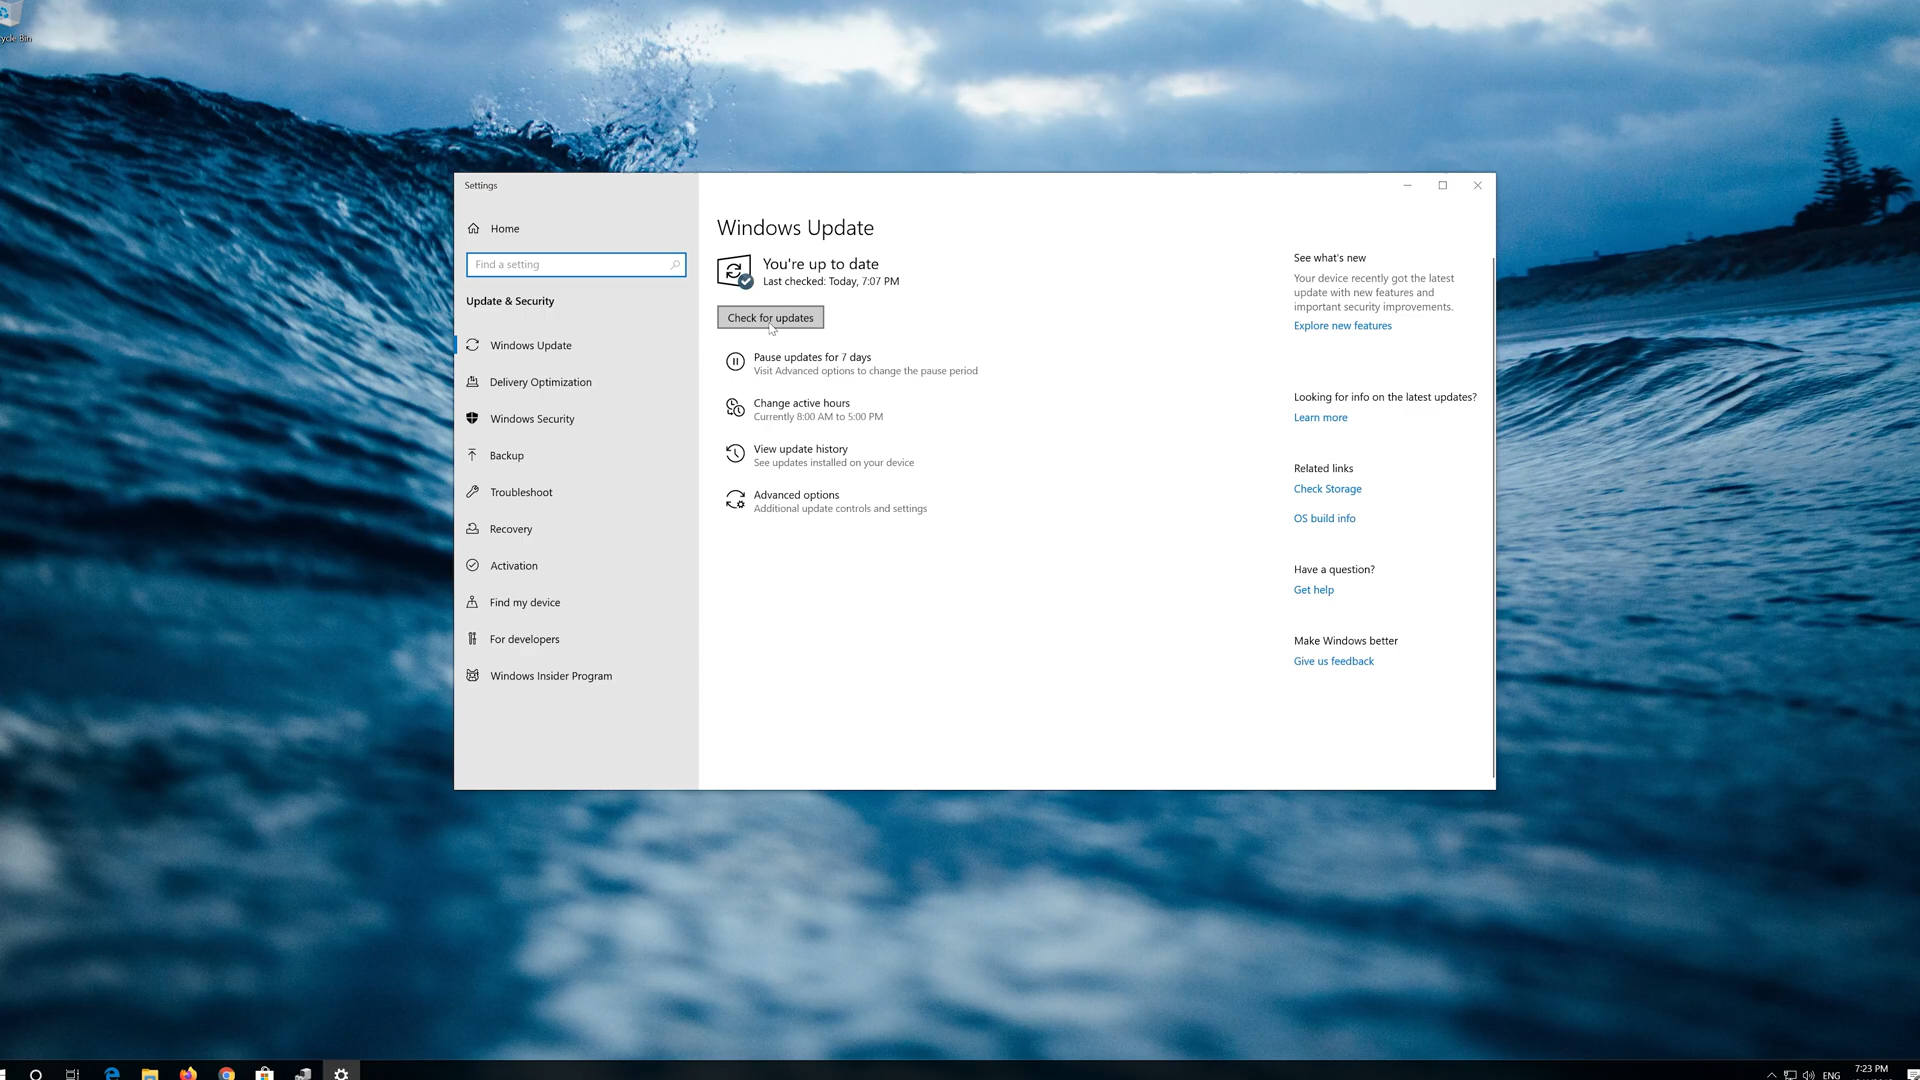 Settings
Home
Find a setting
Update & Security
Windows Update
Delivery Optimization
Windows Security
Backup
Troubleshoot
Recovery
Activation
Find my device
For developers
Windows Insider Program
Windows Update
You're up to date
Last checked: Today, 7:07 PM
Check for updates
Pause updates for 7 days
Visit Advanced options to change the pause period
Change active hours
Currently 8:00 AM to 5:00 PM
View update history
See updates installed on your device
Advanced options
Additional update controls and settings
See what's new
Your device recently got the latest
update with new features and
important security improvements.
Explore new features
Looking for info on the latest updates?
Learn more
Related links
Check Storage
OS build info
Have a question?
Get help
Make Windows better
Give us feedback
ENG
7:23 PM